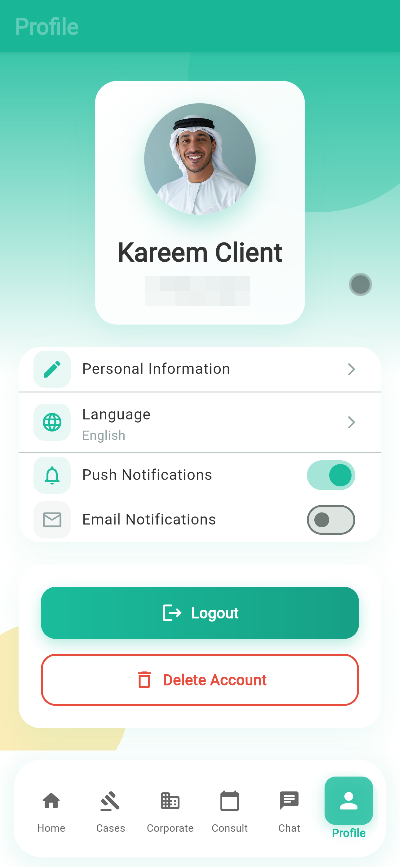 Profile
Kareem Client
Personal Information
Language
English
Push Notifications
Email Notifications
Logout
Delete Account
Home
Cases
Corporate
Consult
Chat
Profile